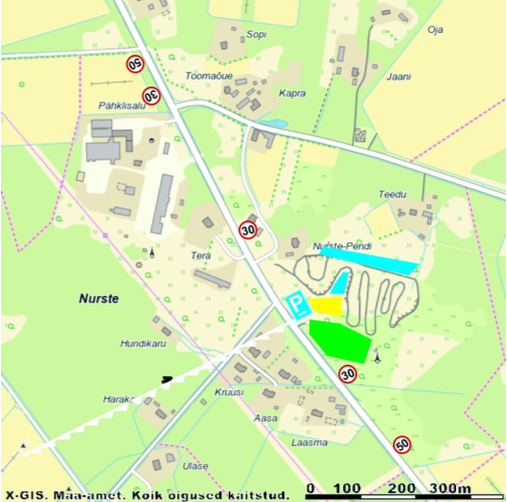 Sopi
Oja
50
Toomaõue
Jaani
30
Kapra
Pähklisalu
Teedu
30
Nurste-Pendi
Tera
Nurste
P
Hundikaru
30
Kruusi
Harako
Aasa
Laasma
50
Ulase
X-GIS. Maa-amet. Kõik õigused kaitstud.
0 100 200 300m